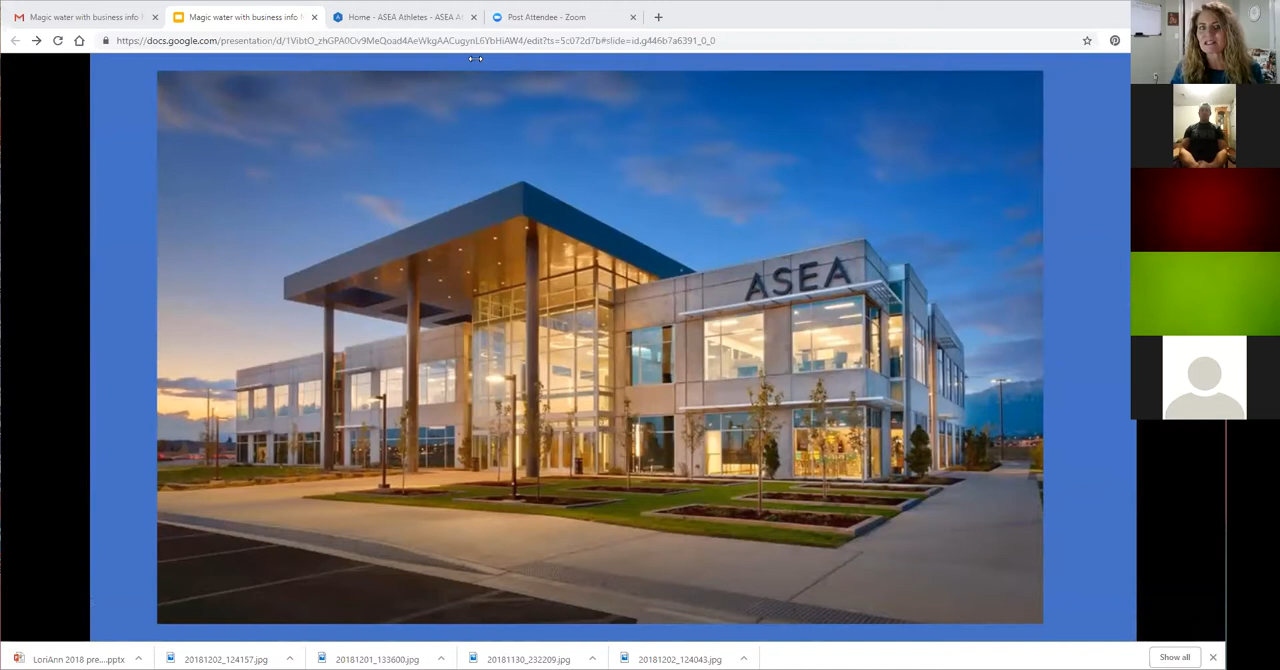 Magic water with business info
Magic water with business info
Home - ASEA Athletes - ASEA A
Post Attendee - Zoom
https://docs.google.com/presentation/d/1VibtO_zhGPA0Ov9MeQoad4AeWkgAACugynL6YbHiAW4/edit?ts=5c072d7b#slide=id.g446b7a6391_0_0
ASEA
LoriAnn 2018 pre....pptx
20181202_124157.jpg
20181201_133600.jpg
20181130_232209.jpg
20181202_124043.jpg
Show all